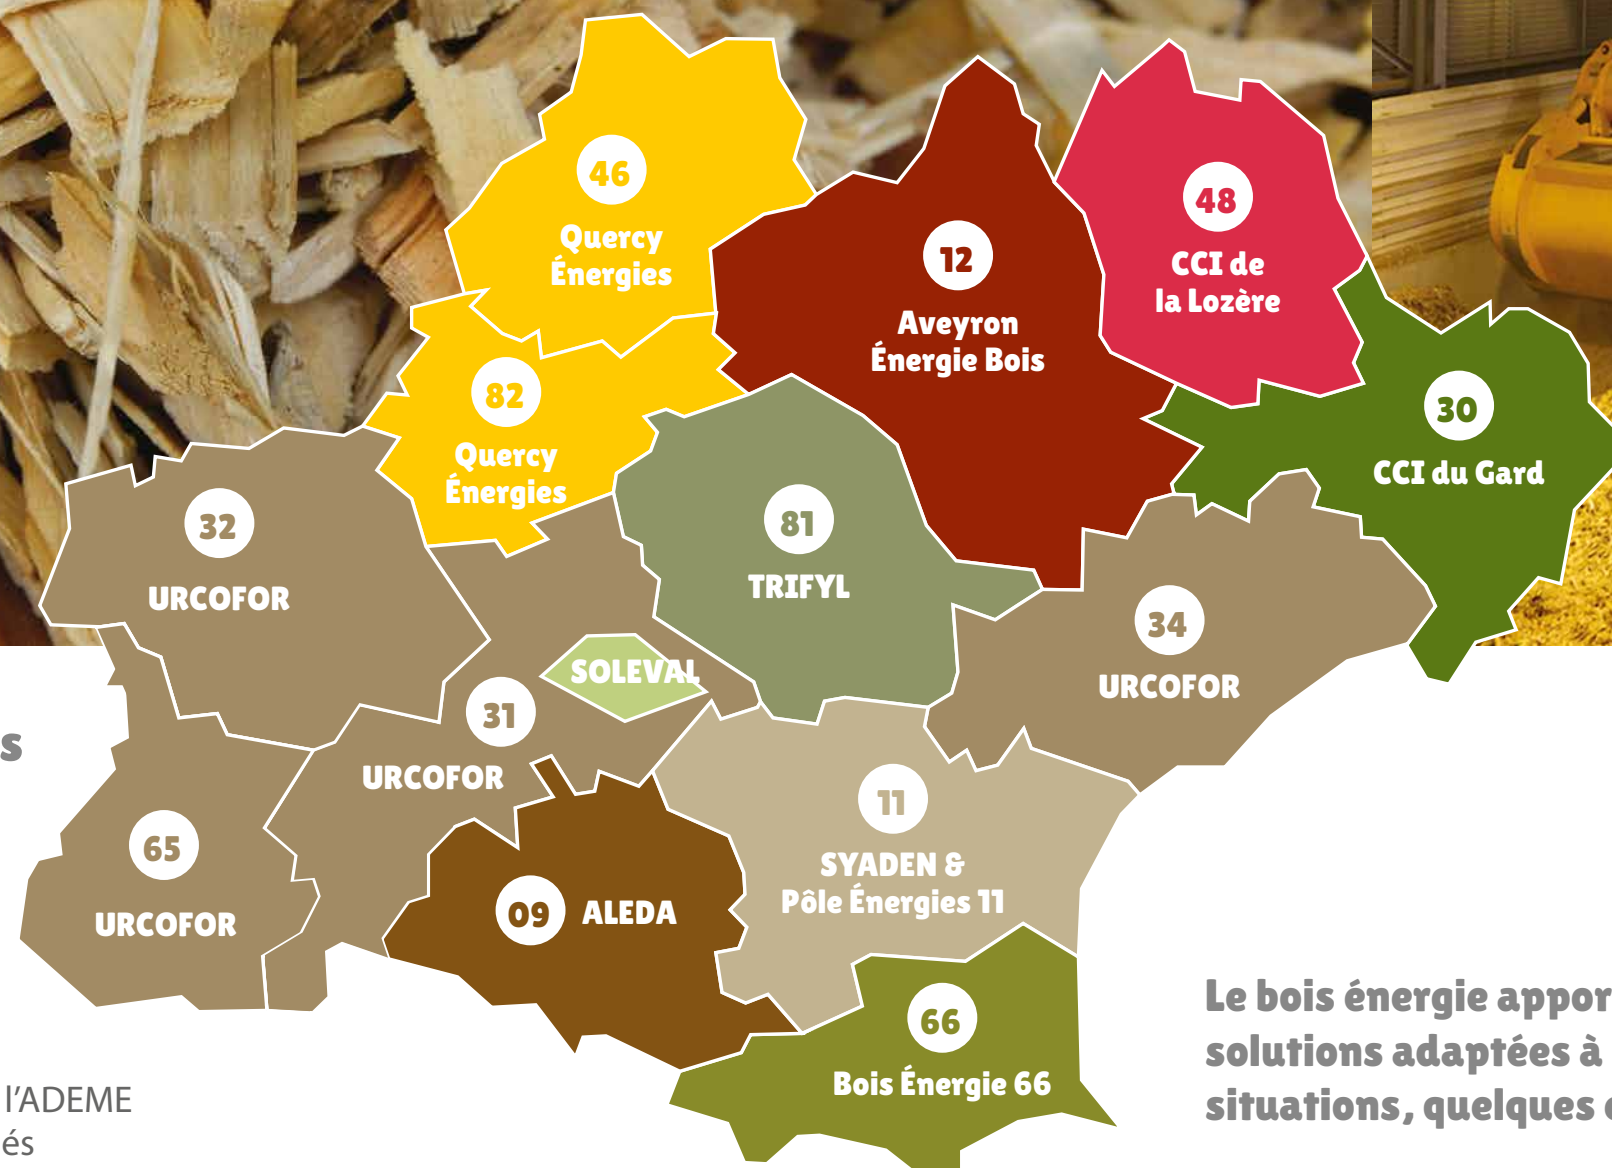 46
Quercy
Énergies
12
Aveyron
Énergie Bois
48
CCI de
la Lozère
82
Quercy
Énergies
30
CCI du Gard
32
URCOFOR
81
TRIFYL
34
URCOFOR
SOLEVAL
31
URCOFOR
s
65
URCOFOR
11
SYADEN &
Pôle Énergies 11
09 ALEDA
66
Bois Énergie 66
l'ADEME
és
Le bois énergie appor
solutions adaptées à
situations, quelques